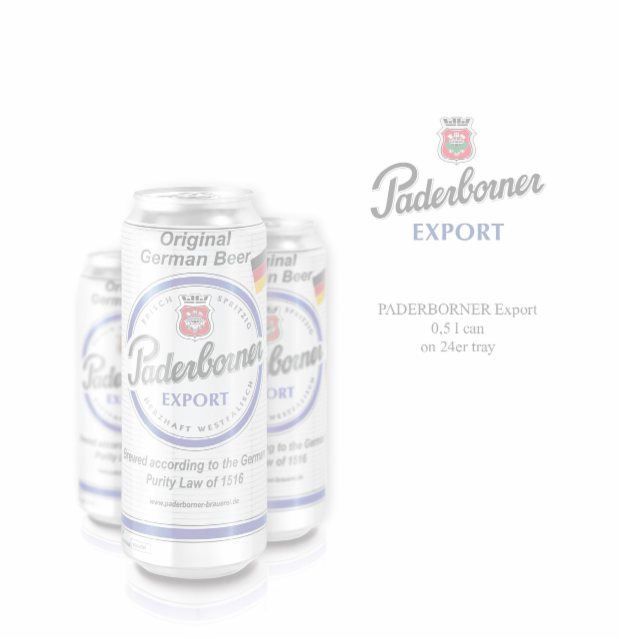 Original
German Beer
FRISCH SPRITZIG
Paderborner
EXPORT
HERZHAFT WESTFÄLISCH
Brewed according to the German
Purity Law of 1516
www.paderborner-brauerei.de
Paderborner
EXPORT
PADERBORNER Export
0,5 l can
on 24er tray